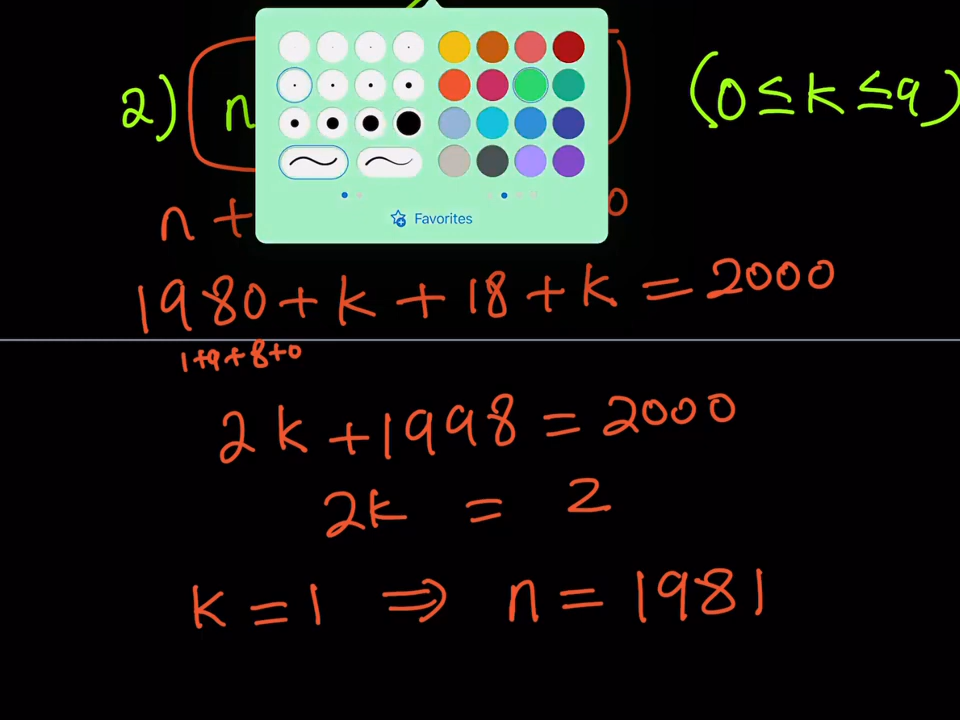 2) n (0 ≤ k ≤ 9)
n + 0
Favorites
1980 + k + 18 + k = 2000
1+9+8+0
2k + 1998 = 2000
2k = 2
k = 1 ⇒ n = 1981